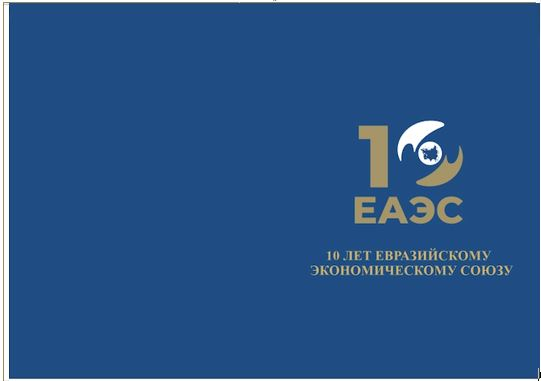 10
ЕАЭС
10 ЛЕТ ЕВРАЗИЙСКОМУ
ЭКОНОМИЧЕСКОМУ СОЮЗУ